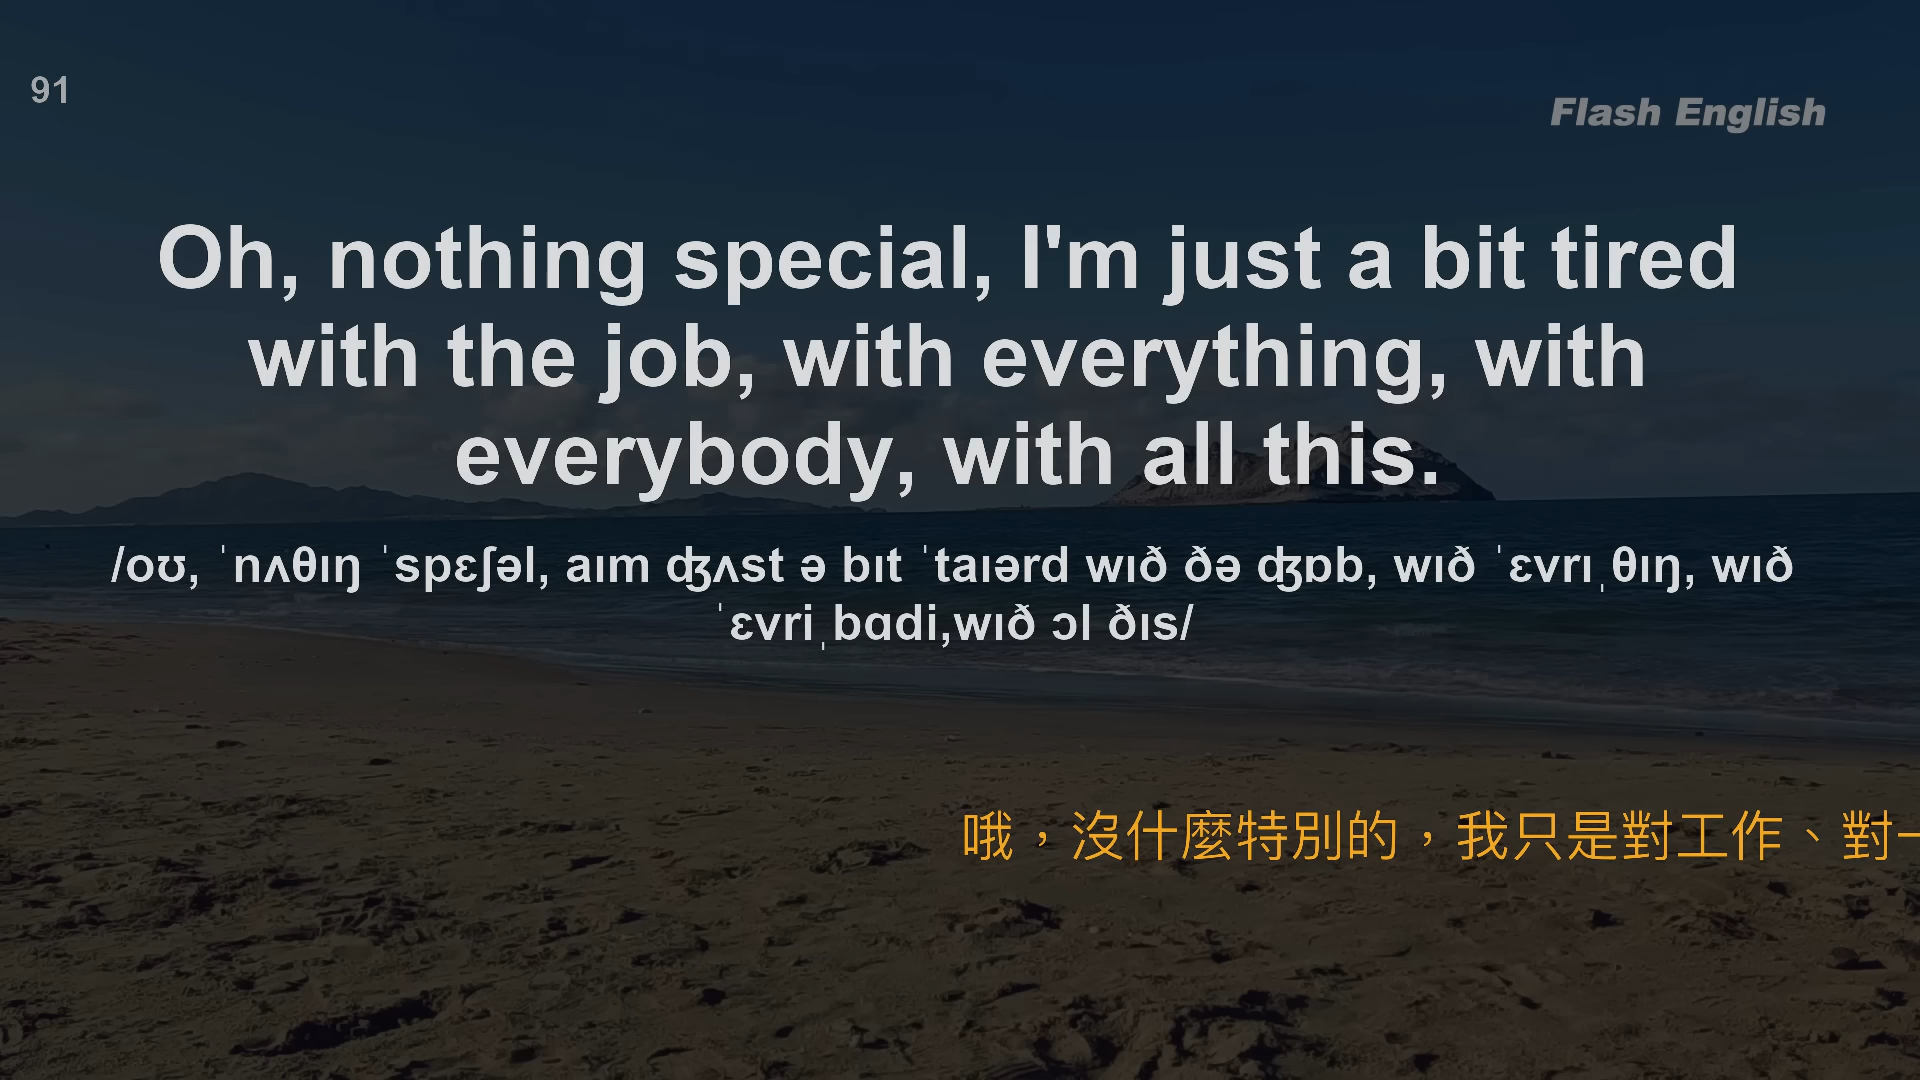 91
Flash English
Oh, nothing special, I'm just a bit tired
with the job, with everything, with
everybody, with all this.
/oʊ, ˈnʌθɪŋ ˈspɛʃəl, aɪm ʤʌst ə bɪt ˈtaɪərd wɪð ðə ʤɒb, wɪð ˈɛvrɪˌθɪŋ, wɪð
ˈɛvriˌbɑdi,wɪð ɔl ðɪs/
哦，沒什麼特別的，我只是對工作、對一